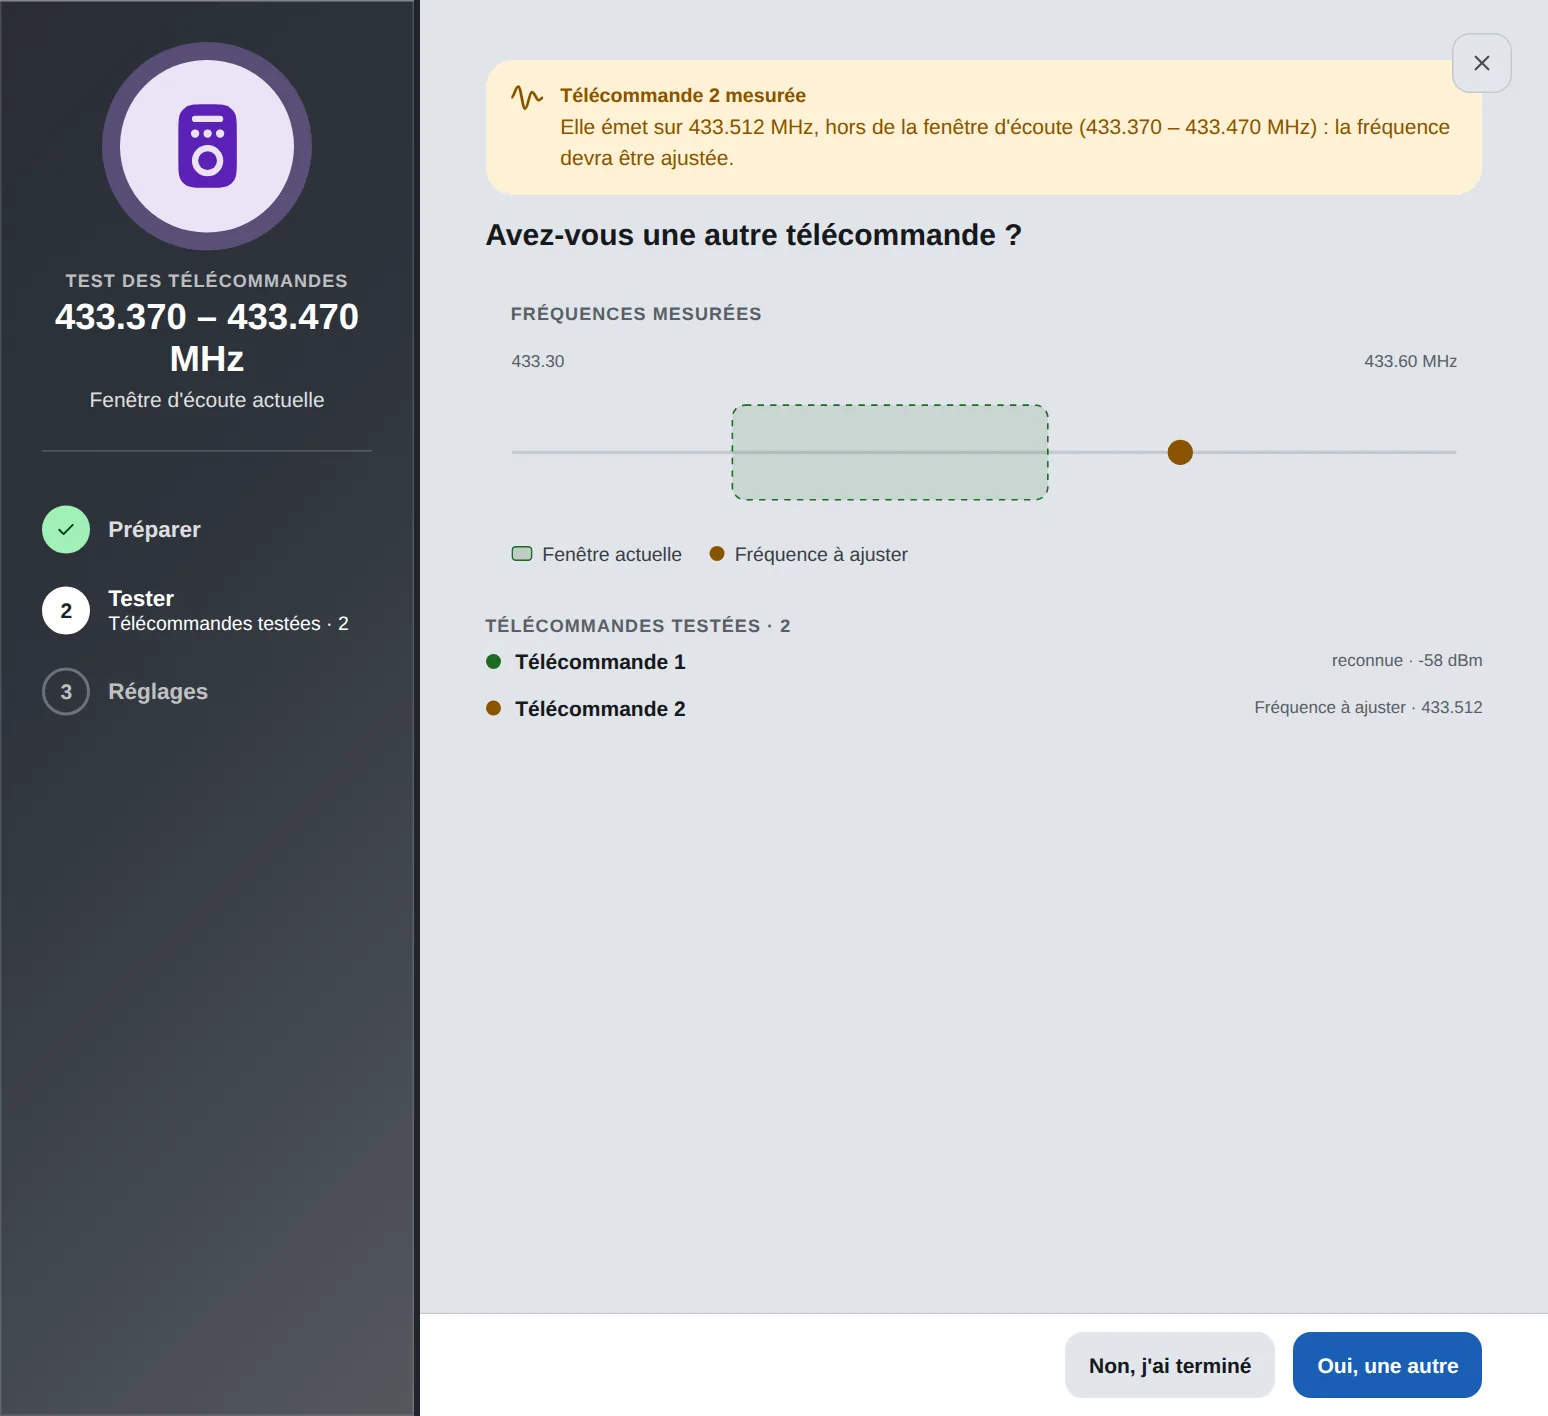 TEST DES TÉLÉCOMMANDES
433.370 – 433.470
MHz
Fenêtre d'écoute actuelle
Préparer
2
Tester
Télécommandes testées · 2
3
Réglages
Télécommande 2 mesurée
Elle émet sur 433.512 MHz, hors de la fenêtre d'écoute (433.370 – 433.470 MHz) : la fréquence
devra être ajustée.
Avez-vous une autre télécommande ?
FRÉQUENCES MESURÉES
433.30
433.60 MHz
Fenêtre actuelle
Fréquence à ajuster
TÉLÉCOMMANDES TESTÉES · 2
Télécommande 1
reconnue · -58 dBm
Télécommande 2
Fréquence à ajuster · 433.512
Non, j'ai terminé
Oui, une autre